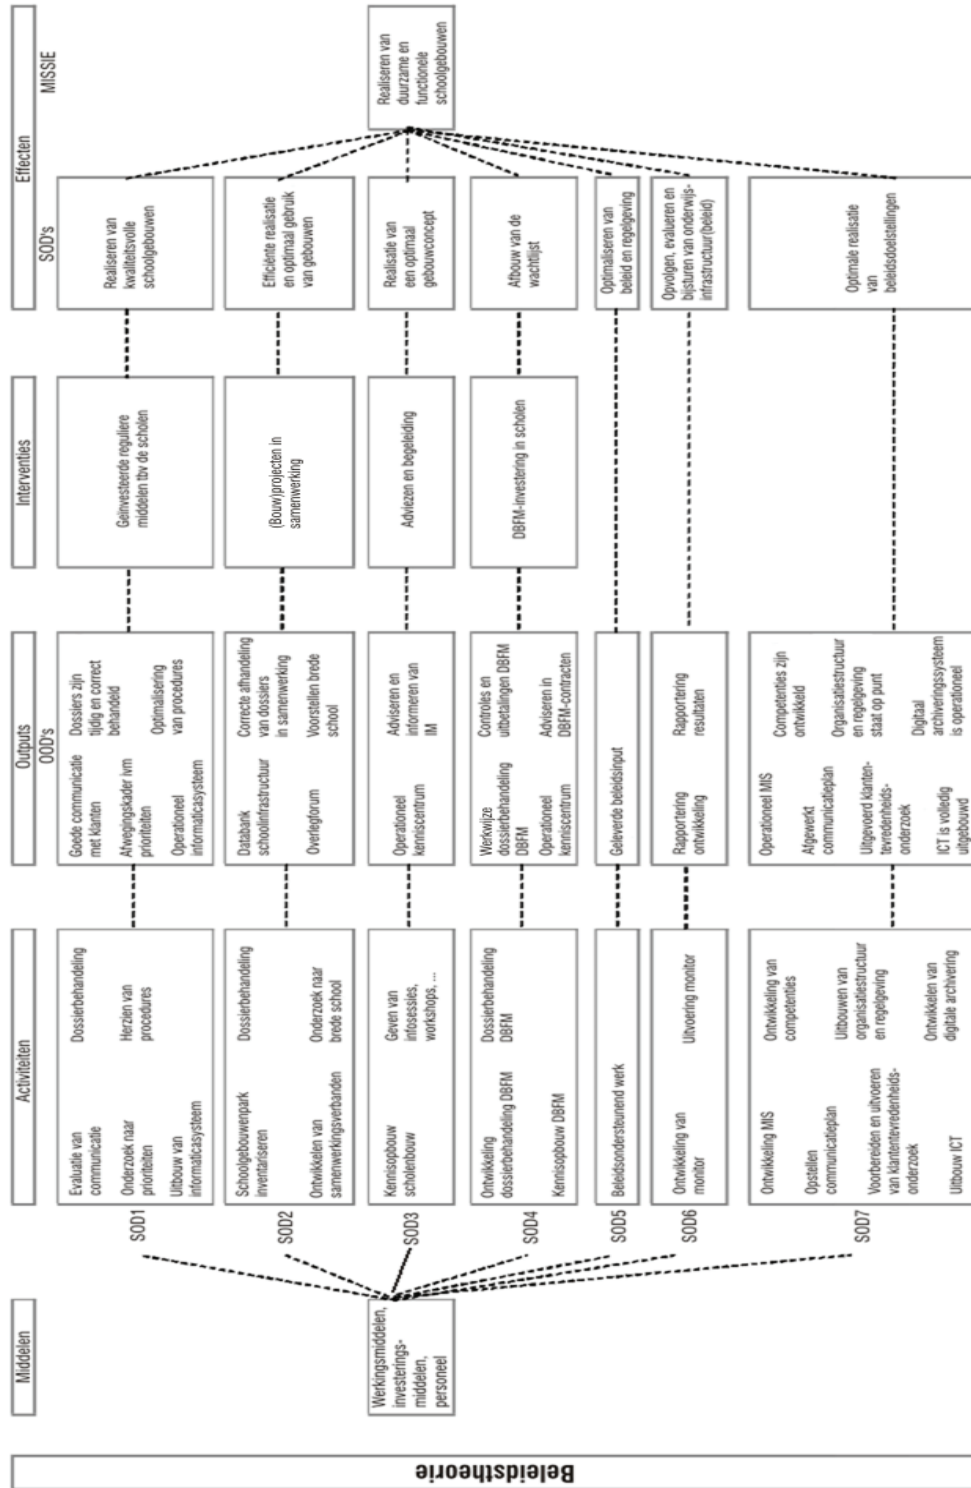 Beleidstheorie
Middelen
Activiteiten
Outputs
OOD's
Interventies
Effecten
SOD's
MISSIE
Werkingsmiddelen,
investerings-
middelen,
personeel
SOD1
Evaluatie van
communicatie
Onderzoek naar
prioriteiten
Uitbouw van
informaticasysteem
Dossierbehandeling
Herzien van
procedures
Goede communicatie
met klanten
Afwegingskader ivm
prioriteiten
Operationeel
informaticasysteem
Dossiers zijn
tijdig en correct
behandeld
Optimalisering
van procedures
Geïnvesteerde reguliere
middelen tbv de scholen
Realiseren van
kwaliteitsvolle
schoolgebouwen
SOD2
Schoolgebouwenpark
inventariseren
Ontwikkelen van
samenwerkingsverbanden
Dossierbehandeling
Onderzoek naar
brede school
Databank
schoolinfrastructuur
Overlegforum
Correcte afhandeling
van dossiers
in samenwerking
Voorstellen brede
school
(Bouw)projecten in
samenwerking
Efficiënte realisatie
en optimaal gebruik
van gebouwen
SOD3
Kennisopbouw
scholenbouw
Geven van
infosessies,
workshops, ...
Operationeel
kenniscentrum
Adviseren en
informeren van
IM
Adviezen en begeleiding
Realisatie van
een optimaal
gebouwconcept
SOD4
Ontwikkeling
dossierbehandeling DBFM
Kennisopbouw DBFM
Dossierbehandeling
DBFM
Werkwijze
dossierbehandeling
DBFM
Operationeel
kenniscentrum
Controles en
uitbetalingen DBFM
Adviseren in
DBFM-contracten
DBFM-investering in scholen
Afbouw van de
wachtlijst
SOD5
Beleidsondersteunend werk
Geleverde beleidsinput
Optimaliseren van
beleid en regelgeving
SOD6
Ontwikkeling van
monitor
Uitvoering monitor
Rapportering
ontwikkeling
Rapportering
resultaten
Opvolgen, evalueren en
bijsturen van onderwijs-
infrastructuur(beleid)
SOD7
Ontwikkeling MIS
Opstellen
communicatieplan
Voorbereiden en uitvoeren
van klantentevredenheids-
onderzoek
Uitbouw ICT
Ontwikkeling van
competenties
Uitbouwen van
organisatiestructuur
en regelgeving
Ontwikkelen van
digitale archivering
Operationeel MIS
Afgewerkt
communicatieplan
Uitgevoerd klanten-
tevredenheids-
onderzoek
ICT is volledig
uitgebouwd
Competenties zijn
ontwikkeld
Organisatiestructuur
en regelgeving
staat op punt
Digitaal
archiveringssysteem
is operationeel
Optimale realisatie
van
beleidsdoelstellingen
Realiseren van
duurzame en
functionele
schoolgebouwen